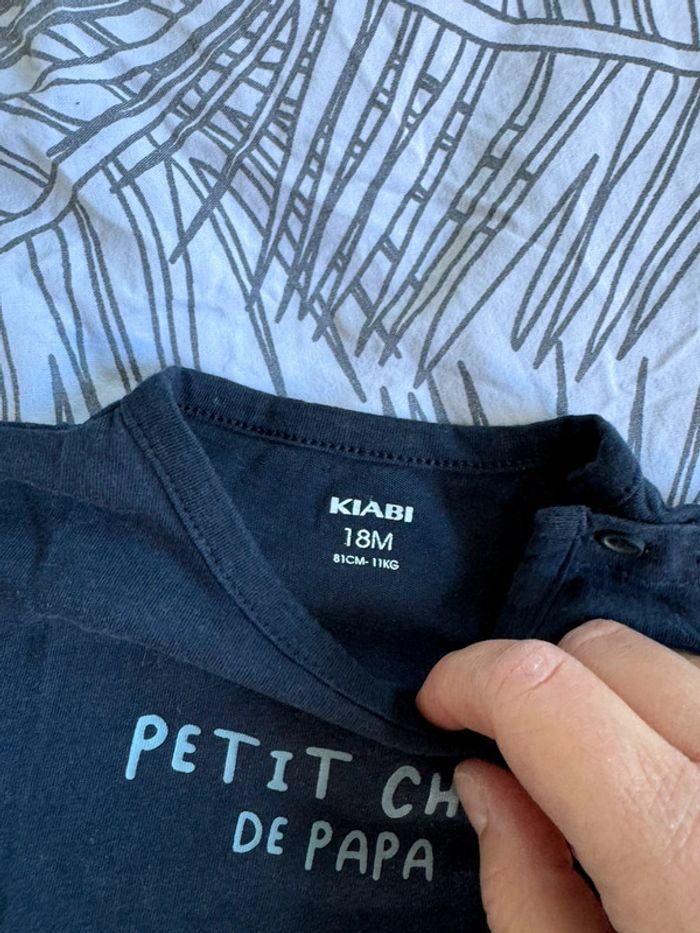 KIABI
18M
81CM- 11KG
PETIT CH
DE PAPA